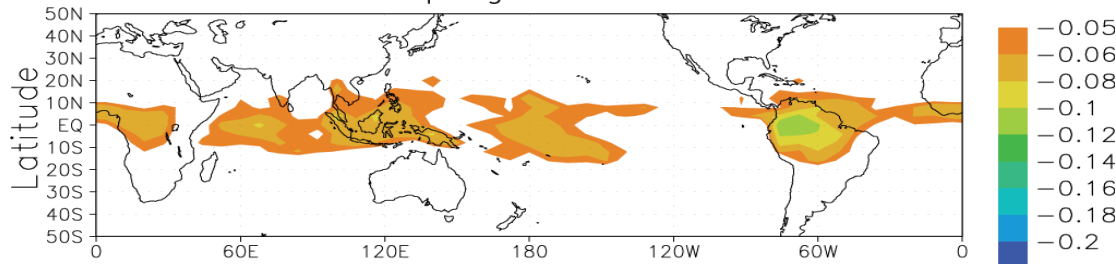 50N
40N
30N
20N
10N
EQ
10S
20S
30S
40S
50S
Latitude
0
60E
120E
180
120W
60W
0
-0.05
-0.06
-0.08
-0.1
-0.12
-0.14
-0.16
-0.18
-0.2